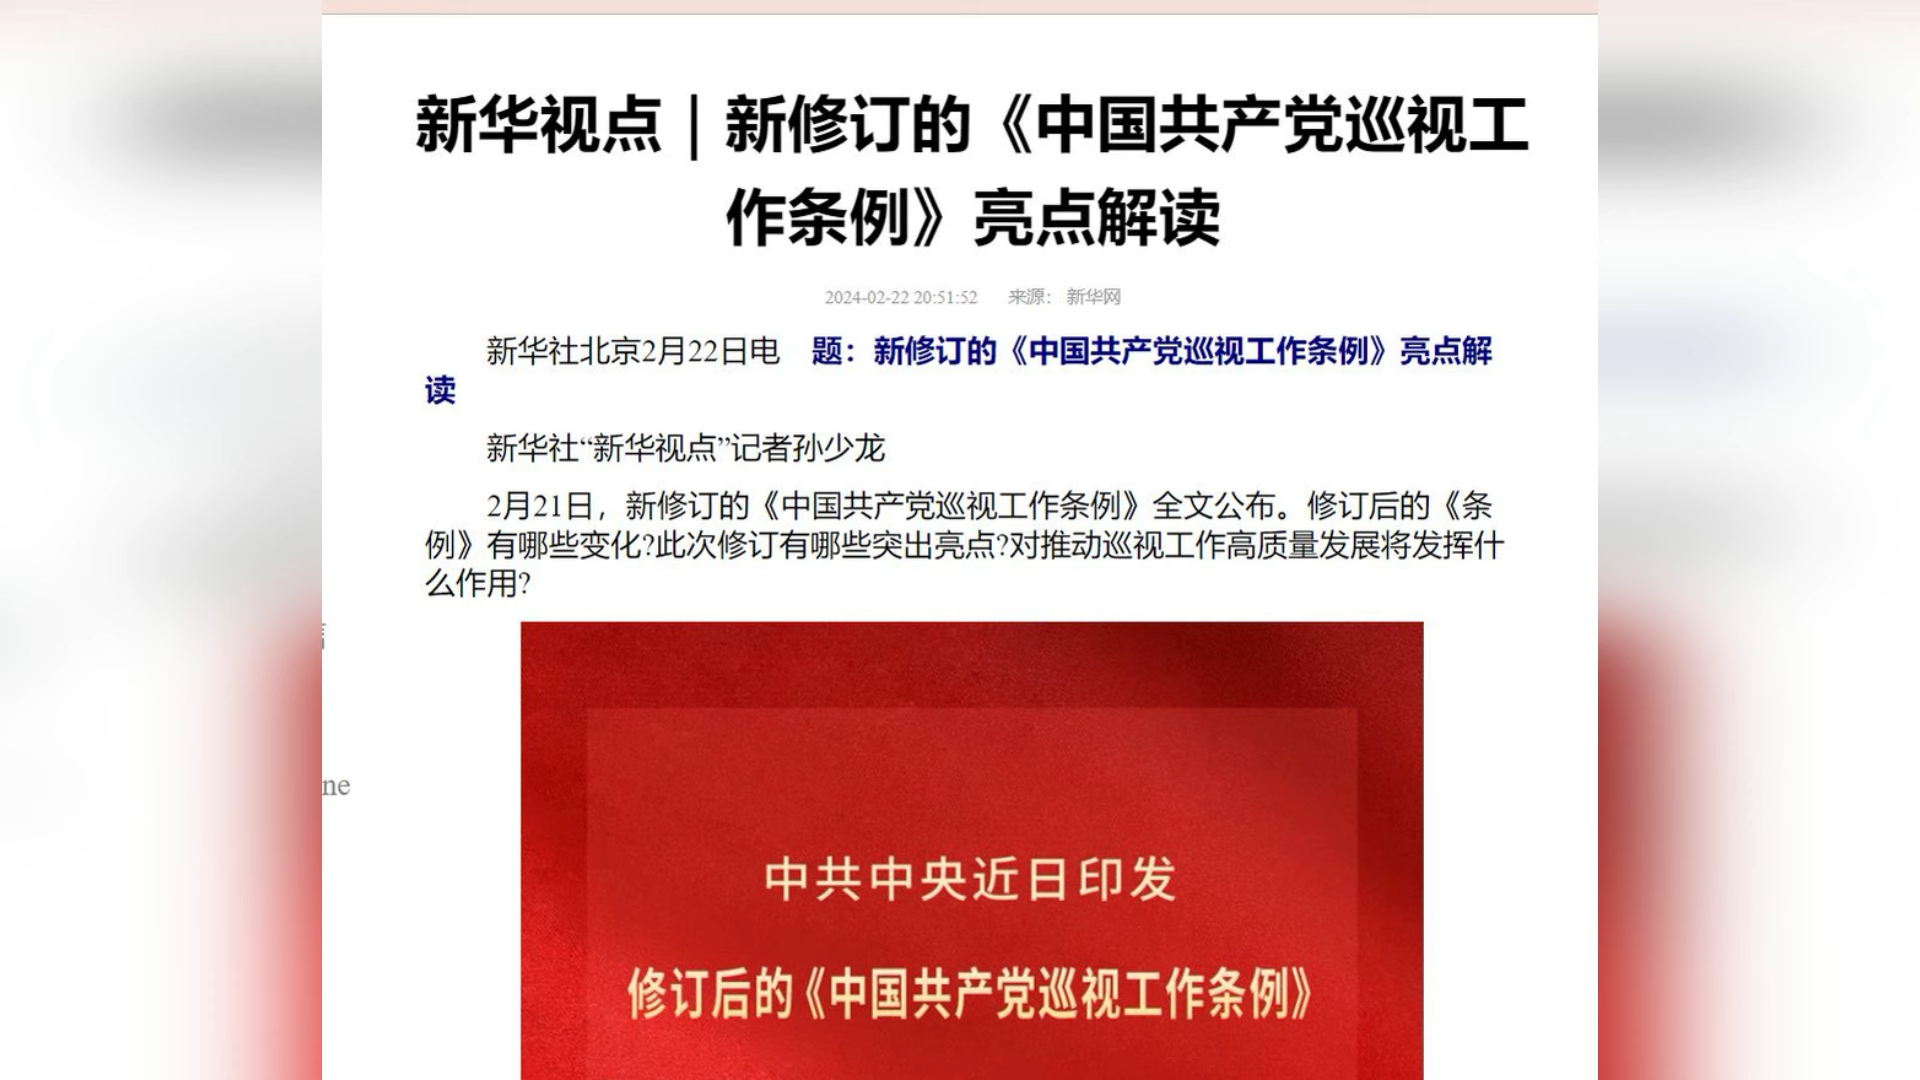 新华视点｜新修订的《中国共产党巡视工
作条例》亮点解读
2024-02-22 20:51:52 来源： 新华网
新华社北京2月22日电 题：新修订的《中国共产党巡视工作条例》亮点解
读
新华社“新华视点”记者孙少龙
2月21日，新修订的《中国共产党巡视工作条例》全文公布。修订后的《条
例》有哪些变化?此次修订有哪些突出亮点?对推动巡视工作高质量发展将发挥什
么作用?
ne
中共中央近日印发
修订后的《中国共产党巡视工作条例》